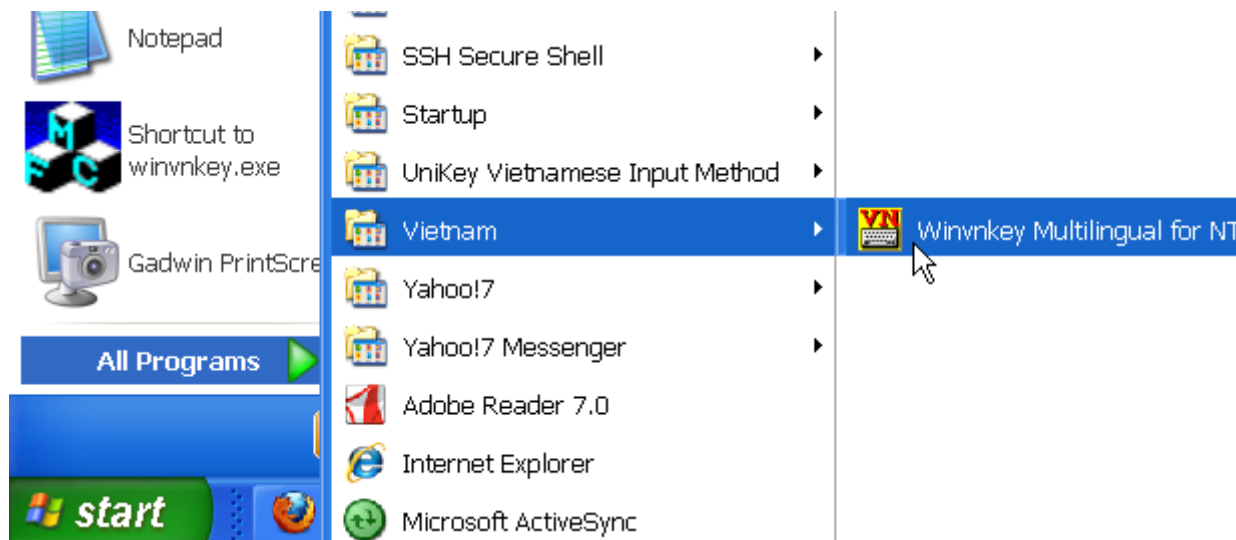 Notepad
Shortcut to
winvnkey.exe
Gadwin PrintScre
All Programs
start
SSH Secure Shell
Startup
UniKey Vietnamese Input Method
Vietnam
Yahoo!7
Yahoo!7 Messenger
Adobe Reader 7.0
Internet Explorer
Microsoft ActiveSync
Winvnkey Multilingual for NT